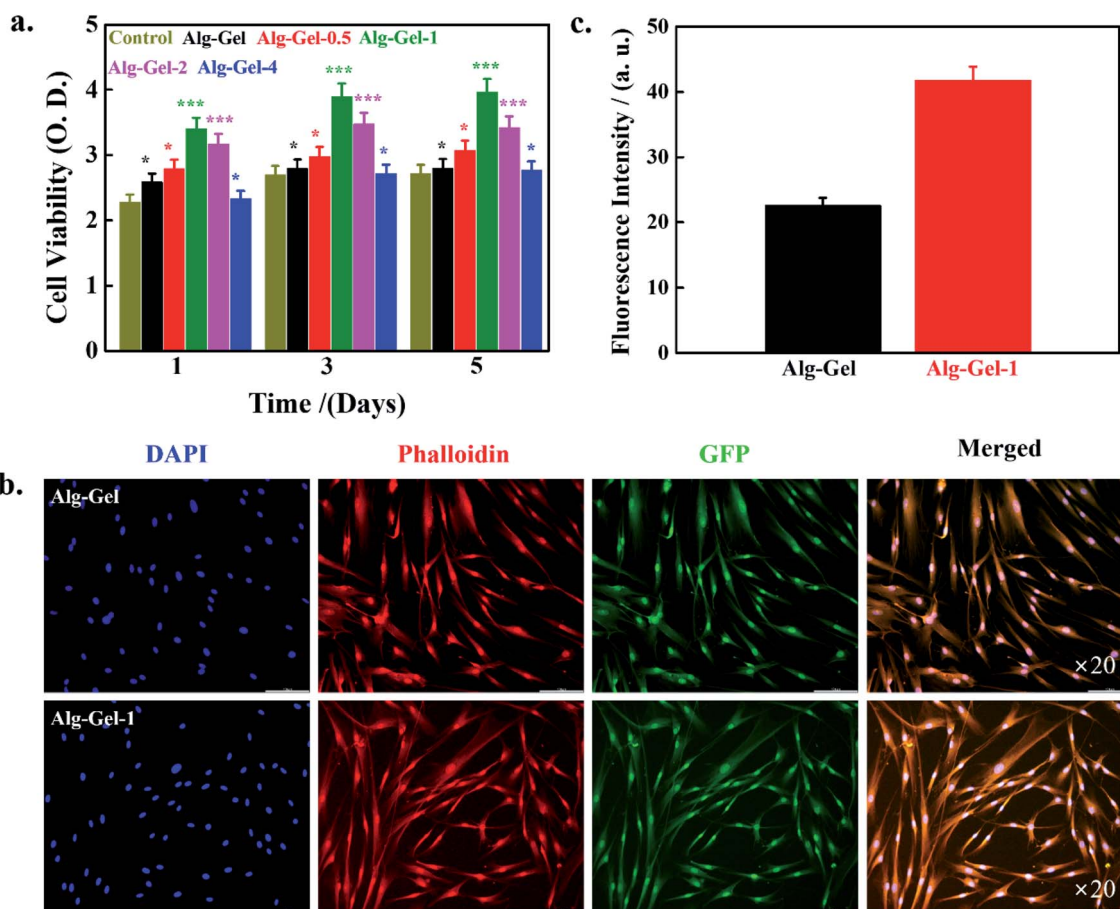 a.
Control Alg-Gel Alg-Gel-0.5 Alg-Gel-1
Alg-Gel-2 Alg-Gel-4
Cell Viability (O. D.)
5
4
3
2
1
0
* * *** *** *
* * *** *** *
* * *** *** *
1 3 5
Time /(Days)
c.
Fluorescence Intensity / (a. u.)
50
40
30
20
10
0
Alg-Gel Alg-Gel-1
b.
DAPI Phalloidin GFP Merged
Alg-Gel
×20
Alg-Gel-1
×20